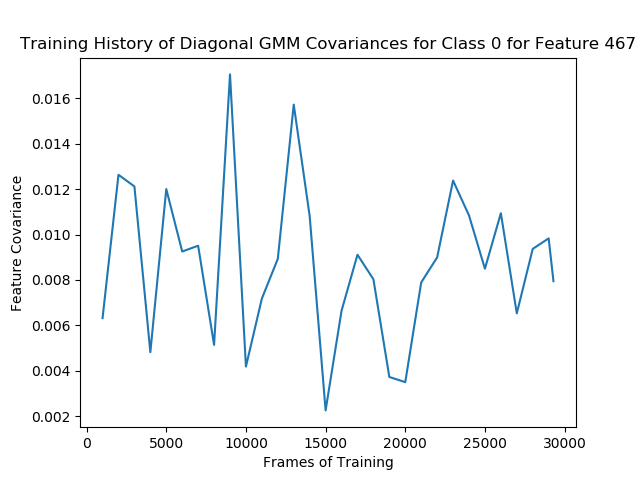 Training History of Diagonal GMM Covariances for Class 0 for Feature 467
0.016
0.014
0.012
0.010
0.008
0.006
0.004
0.002
Feature Covariance
0 5000 10000 15000 20000 25000 30000
Frames of Training